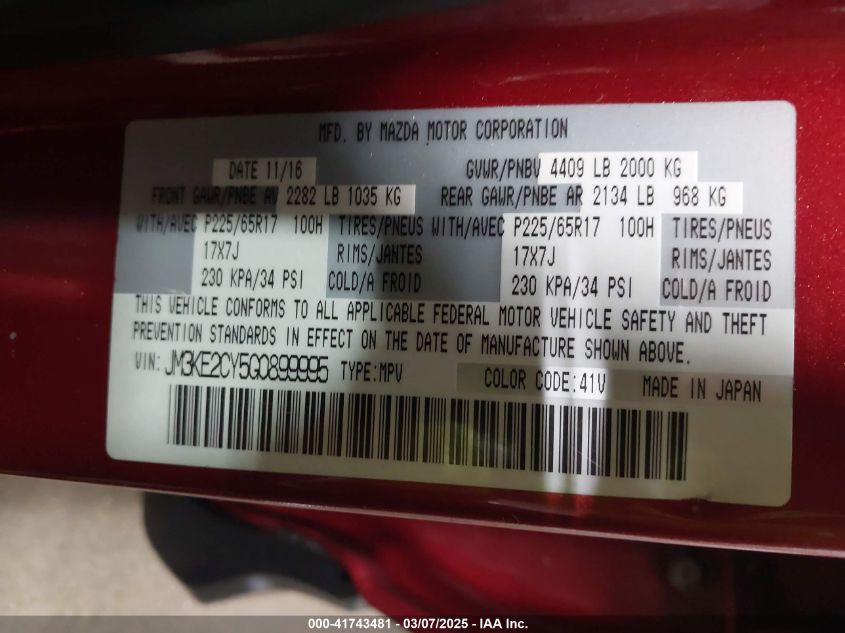 MFD. BY MAZDA MOTOR CORPORATION
DATE 11/16 GVWR/PNBV 4409 LB 2000 KG
FRONT GAWR/PNBE AV 2282 LB 1035 KG REAR GAWR/PNBE AR 2134 LB 968 KG
WITH/AVEC P225/65R17 100H TIRES/PNEUS WITH/AVEC P225/65R17 100H TIRES/PNEUS
17X7J RIMS/JANTES 17X7J RIMS/JANTES
230 KPA/34 PSI COLD/A FROID 230 KPA/34 PSI COLD/A FROID
THIS VEHICLE CONFORMS TO ALL APPLICABLE FEDERAL MOTOR VEHICLE SAFETY AND THEFT
PREVENTION STANDARDS IN EFFECT ON THE DATE OF MANUFACTURE SHOWN ABOVE.
VIN: JM3KE2CY5G0899995 TYPE:MPV COLOR CODE:41V MADE IN JAPAN
000-41743481 - 03/07/2025 - IAA Inc.